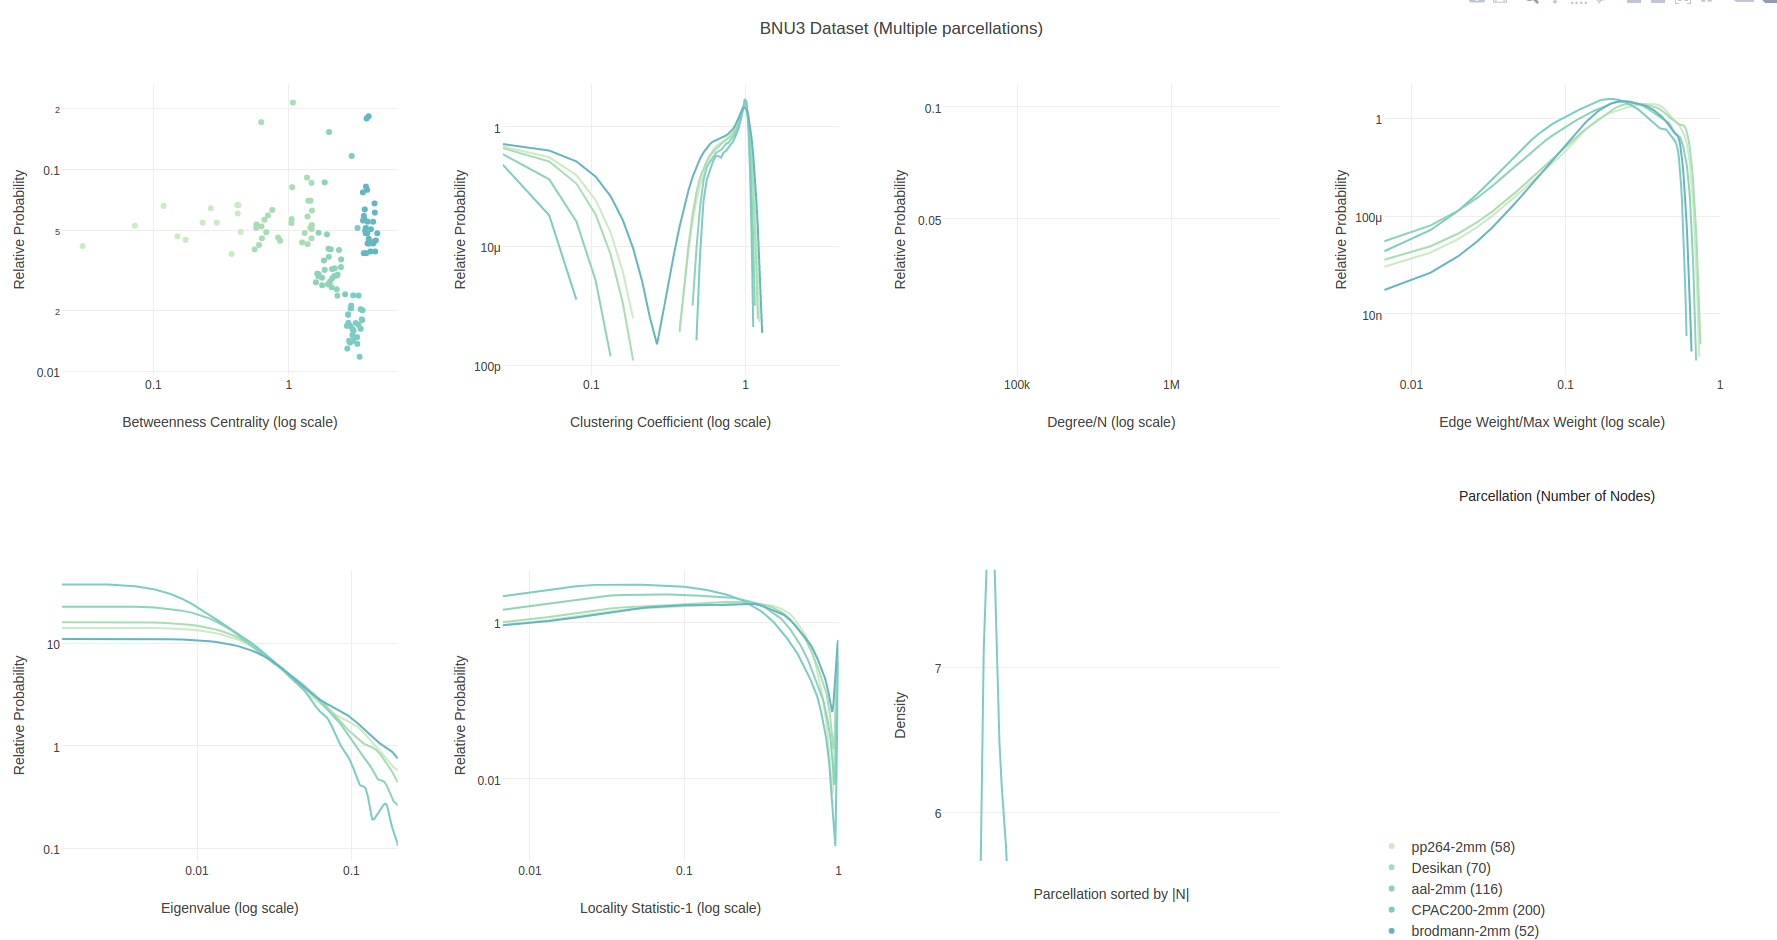 BNU3 Dataset (Multiple parcellations)
Relative Probability
2
0.1
5
2
0.01
0.1
1
Betweenness Centrality (log scale)
Relative Probability
1
10μ
100p
0.1
1
Clustering Coefficient (log scale)
Relative Probability
0.1
0.05
100k
1M
Degree/N (log scale)
Relative Probability
1
100μ
10n
0.01
0.1
1
Edge Weight/Max Weight (log scale)
Parcellation (Number of Nodes)
Relative Probability
10
1
0.1
0.01
0.1
Eigenvalue (log scale)
Relative Probability
1
0.01
0.01
0.1
1
Locality Statistic-1 (log scale)
Density
7
6
Parcellation sorted by |N|
pp264-2mm (58)
Desikan (70)
aal-2mm (116)
CPAC200-2mm (200)
brodmann-2mm (52)